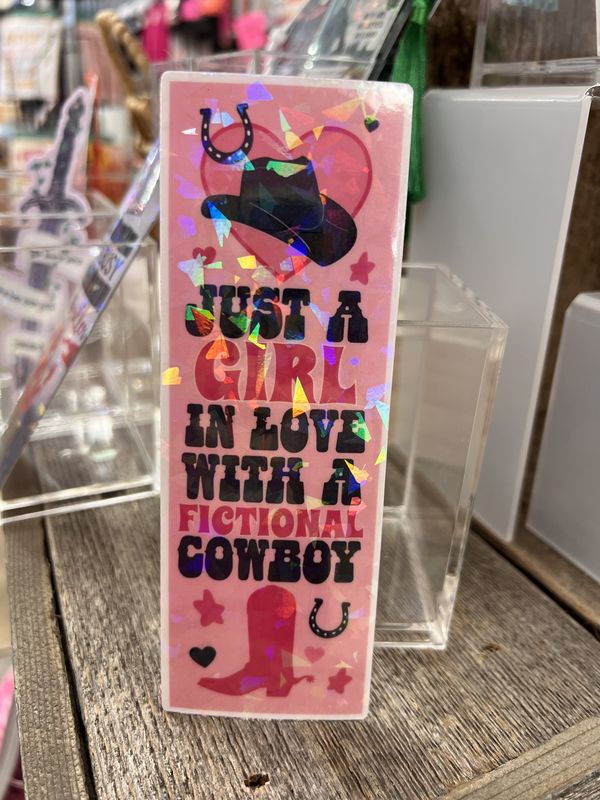 JUST A
GIRL
IN LOVE
WITH A
FICTIONAL
COWBOY